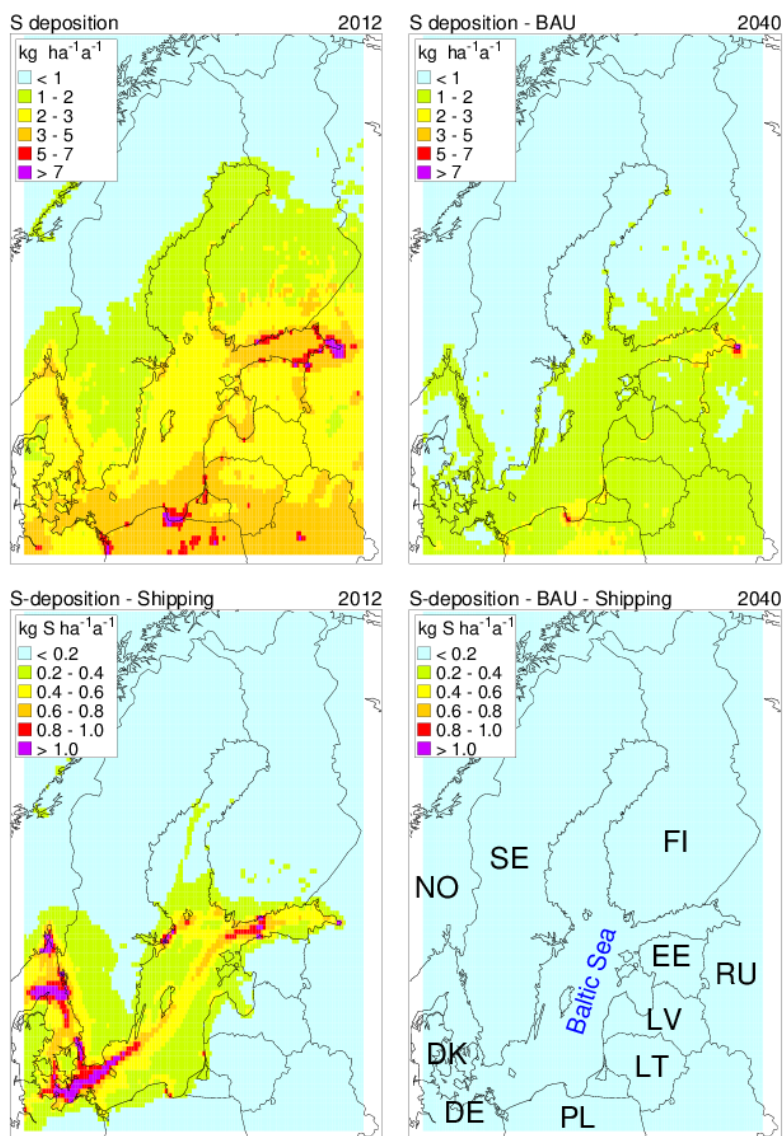 S deposition 2012
kg ha⁻¹a⁻¹
< 1
1 - 2
2 - 3
3 - 5
5 - 7
> 7
S deposition - BAU 2040
kg ha⁻¹a⁻¹
< 1
1 - 2
2 - 3
3 - 5
5 - 7
> 7
S-deposition - Shipping 2012
kg S ha⁻¹a⁻¹
< 0.2
0.2 - 0.4
0.4 - 0.6
0.6 - 0.8
0.8 - 1.0
> 1.0
S-deposition - BAU - Shipping 2040
kg S ha⁻¹a⁻¹
< 0.2
0.2 - 0.4
0.4 - 0.6
0.6 - 0.8
0.8 - 1.0
> 1.0
FI
SE
NO
EE
RU
Baltic Sea
LV
DK
LT
DE
PL